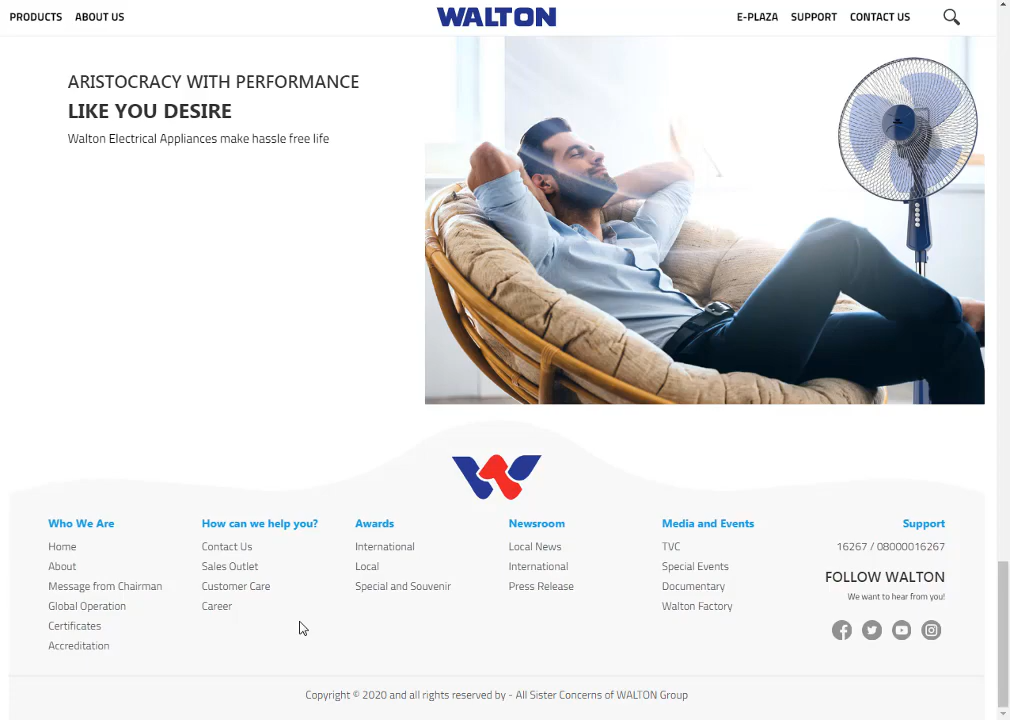 PRODUCTS ABOUT US WALTON E-PLAZA SUPPORT CONTACT US
ARISTOCRACY WITH PERFORMANCE
LIKE YOU DESIRE
Walton Electrical Appliances make hassle free life
Who We Are
Home
About
Message from Chairman
Global Operation
Certificates
Accreditation
How can we help you?
Contact Us
Sales Outlet
Customer Care
Career
Awards
International
Local
Special and Souvenir
Newsroom
Local News
International
Press Release
Media and Events
TVC
Special Events
Documentary
Walton Factory
Support
16267 / 08000016267
FOLLOW WALTON
We want to hear from you!
Copyright © 2020 and all rights reserved by - All Sister Concerns of WALTON Group